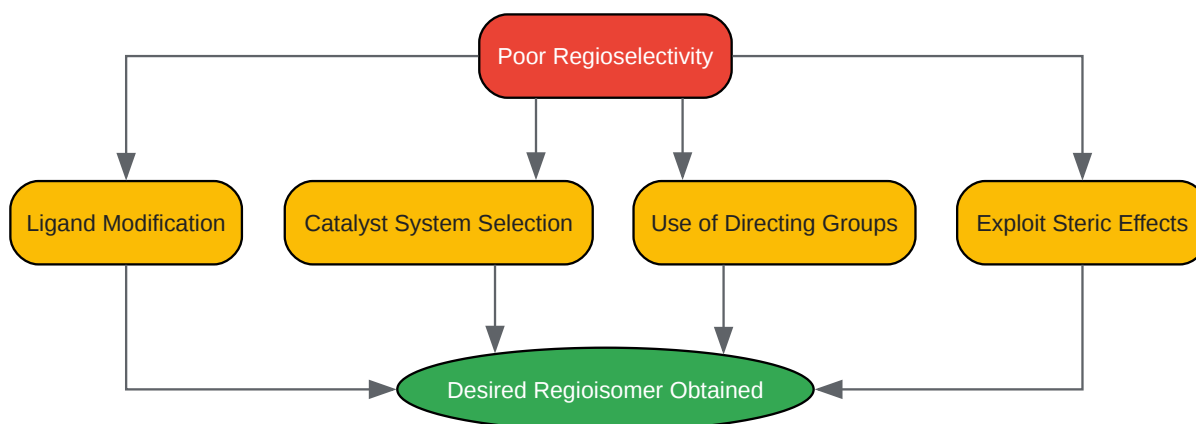 Poor Regioselectivity
Ligand Modification
Catalyst System Selection
Use of Directing Groups
Exploit Steric Effects
Desired Regioisomer Obtained